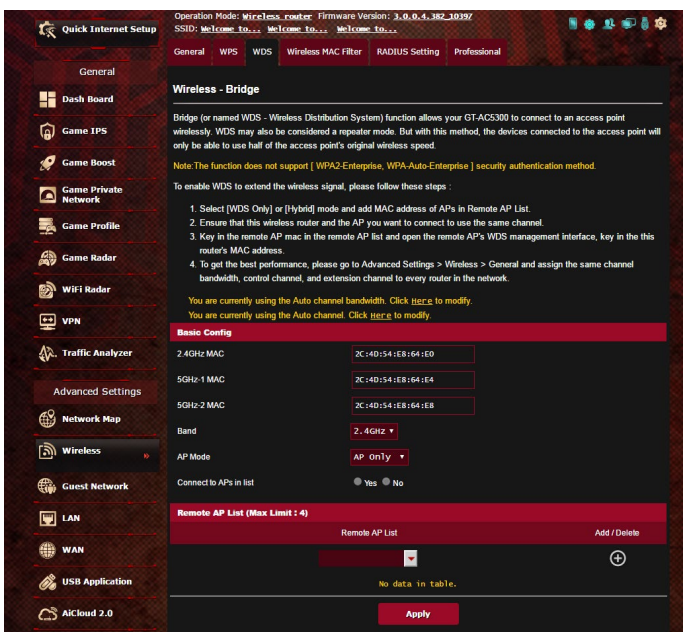 Quick Internet Setup
General
Dash Board
Game IPS
Game Boost
Game Private
Network
Game Profile
Game Radar
WiFi Radar
VPN
Traffic Analyzer
Advanced Settings
Network Map
Wireless
Guest Network
LAN
WAN
USB Application
AiCloud 2.0
Operation Mode: Wireless router Firmware Version: 3.0.0.4.382_10397
SSID: Welcome to... Welcome to... Welcome to...
General WPS WDS Wireless MAC Filter RADIUS Setting Professional
Wireless - Bridge
Bridge (or named WDS - Wireless Distribution System) function allows your GT-AC5300 to connect to an access point
wirelessly. WDS may also be considered a repeater mode. But with this method, the devices connected to the access point will
only be able to use half of the access point's original wireless speed.
Note:The function does not support [ WPA2-Enterprise, WPA-Auto-Enterprise ] security authentication method.
To enable WDS to extend the wireless signal, please follow these steps :
1. Select [WDS Only] or [Hybrid] mode and add MAC address of APs in Remote AP List.
2. Ensure that this wireless router and the AP you want to connect to use the same channel.
3. Key in the remote AP mac in the remote AP list and open the remote AP's WDS management interface, key in the this
router's MAC address.
4. To get the best performance, please go to Advanced Settings > Wireless > General and assign the same channel
bandwidth, control channel, and extension channel to every router in the network.
You are currently using the Auto channel bandwidth. Click Here to modify.
You are currently using the Auto channel. Click Here to modify.
Basic Config
2.4GHz MAC 2C:4D:54:E8:64:E0
5GHz-1 MAC 2C:4D:54:E8:64:E4
5GHz-2 MAC 2C:4D:54:E8:64:E8
Band 2.4GHz
AP Mode AP Only
Connect to APs in list Yes No
Remote AP List (Max Limit : 4)
Remote AP List Add / Delete
No data in table.
Apply